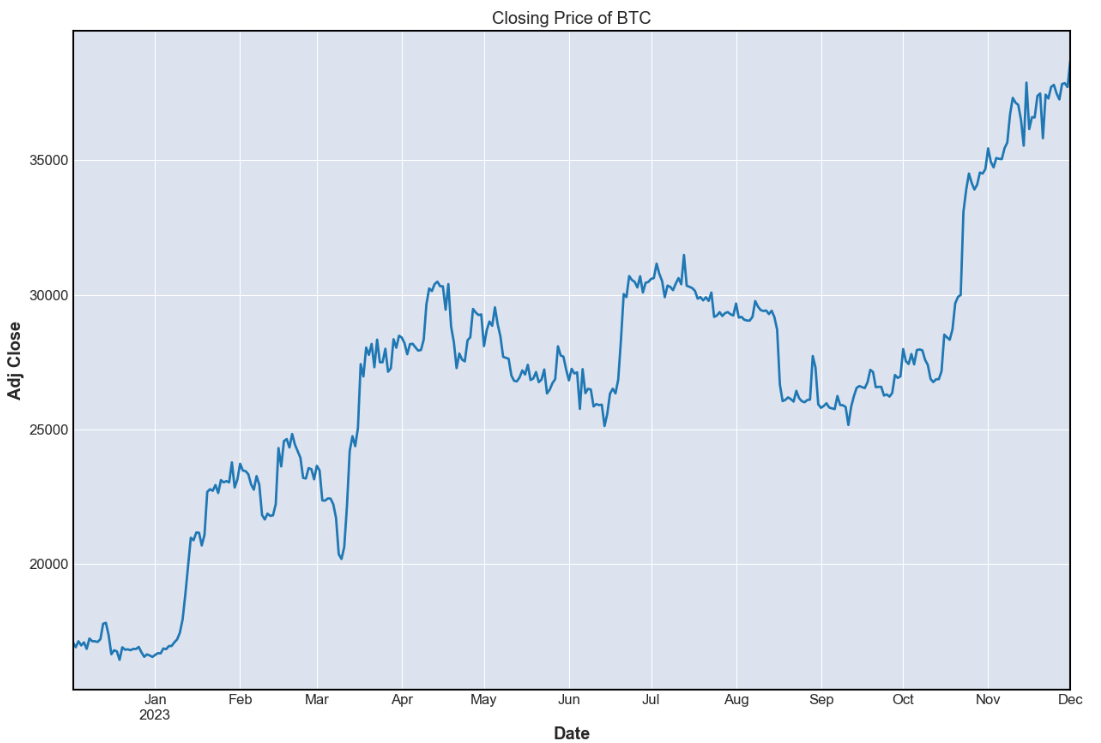 Closing Price of BTC
Adj Close
35000
30000
25000
20000
Jan Feb Mar Apr May Jun Jul Aug Sep Oct Nov Dec
2023
Date